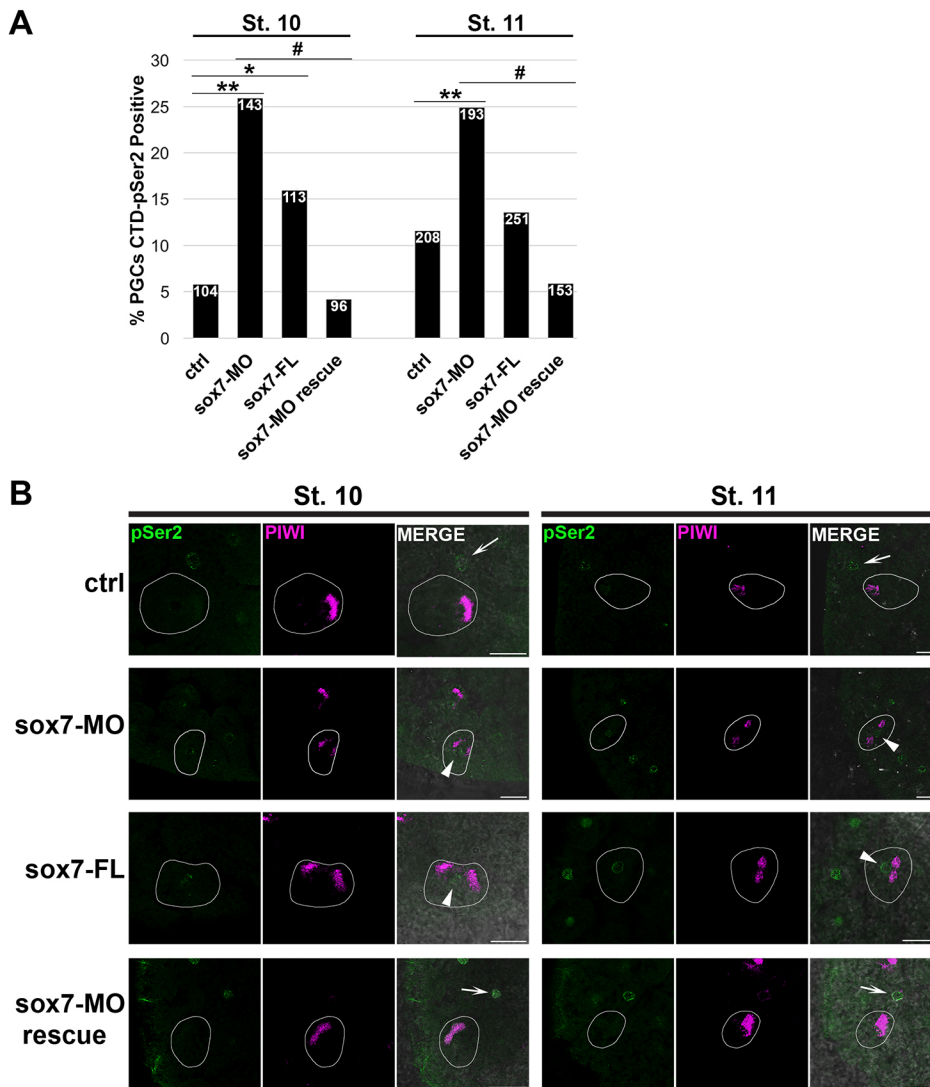 A
St. 10
St. 11
% PGCs CTD-pSer2 Positive
30
25
20
15
10
5
0
#
*
**
#
**
104
143
113
96
208
193
251
153
ctrl
sox7-MO
sox7-FL
sox7-MO rescue
ctrl
sox7-MO
sox7-FL
sox7-MO rescue
B
St. 10
St. 11
pSer2
PIWI
MERGE
pSer2
PIWI
MERGE
ctrl
sox7-MO
sox7-FL
sox7-MO
rescue